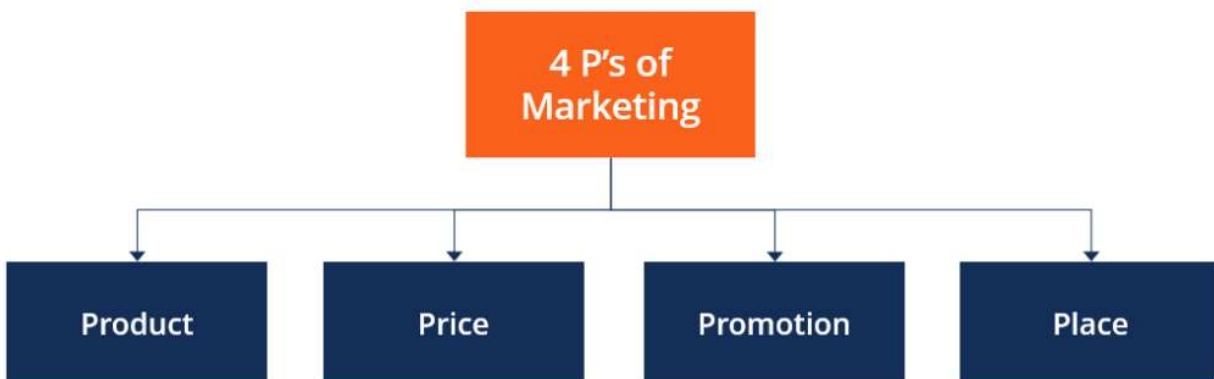 4 P's of
Marketing
Product
Price
Promotion
Place